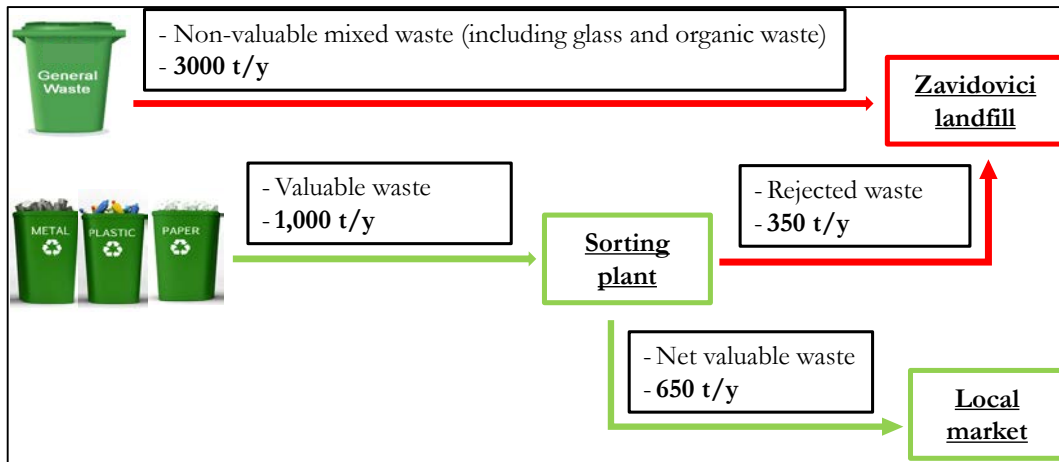 General
Waste
- Non-valuable mixed waste (including glass and organic waste)
- 3000 t/y
Zavidovici
landfill
METAL
PLASTIC
PAPER
- Valuable waste
- 1,000 t/y
Sorting
plant
- Rejected waste
- 350 t/y
- Net valuable waste
- 650 t/y
Local
market